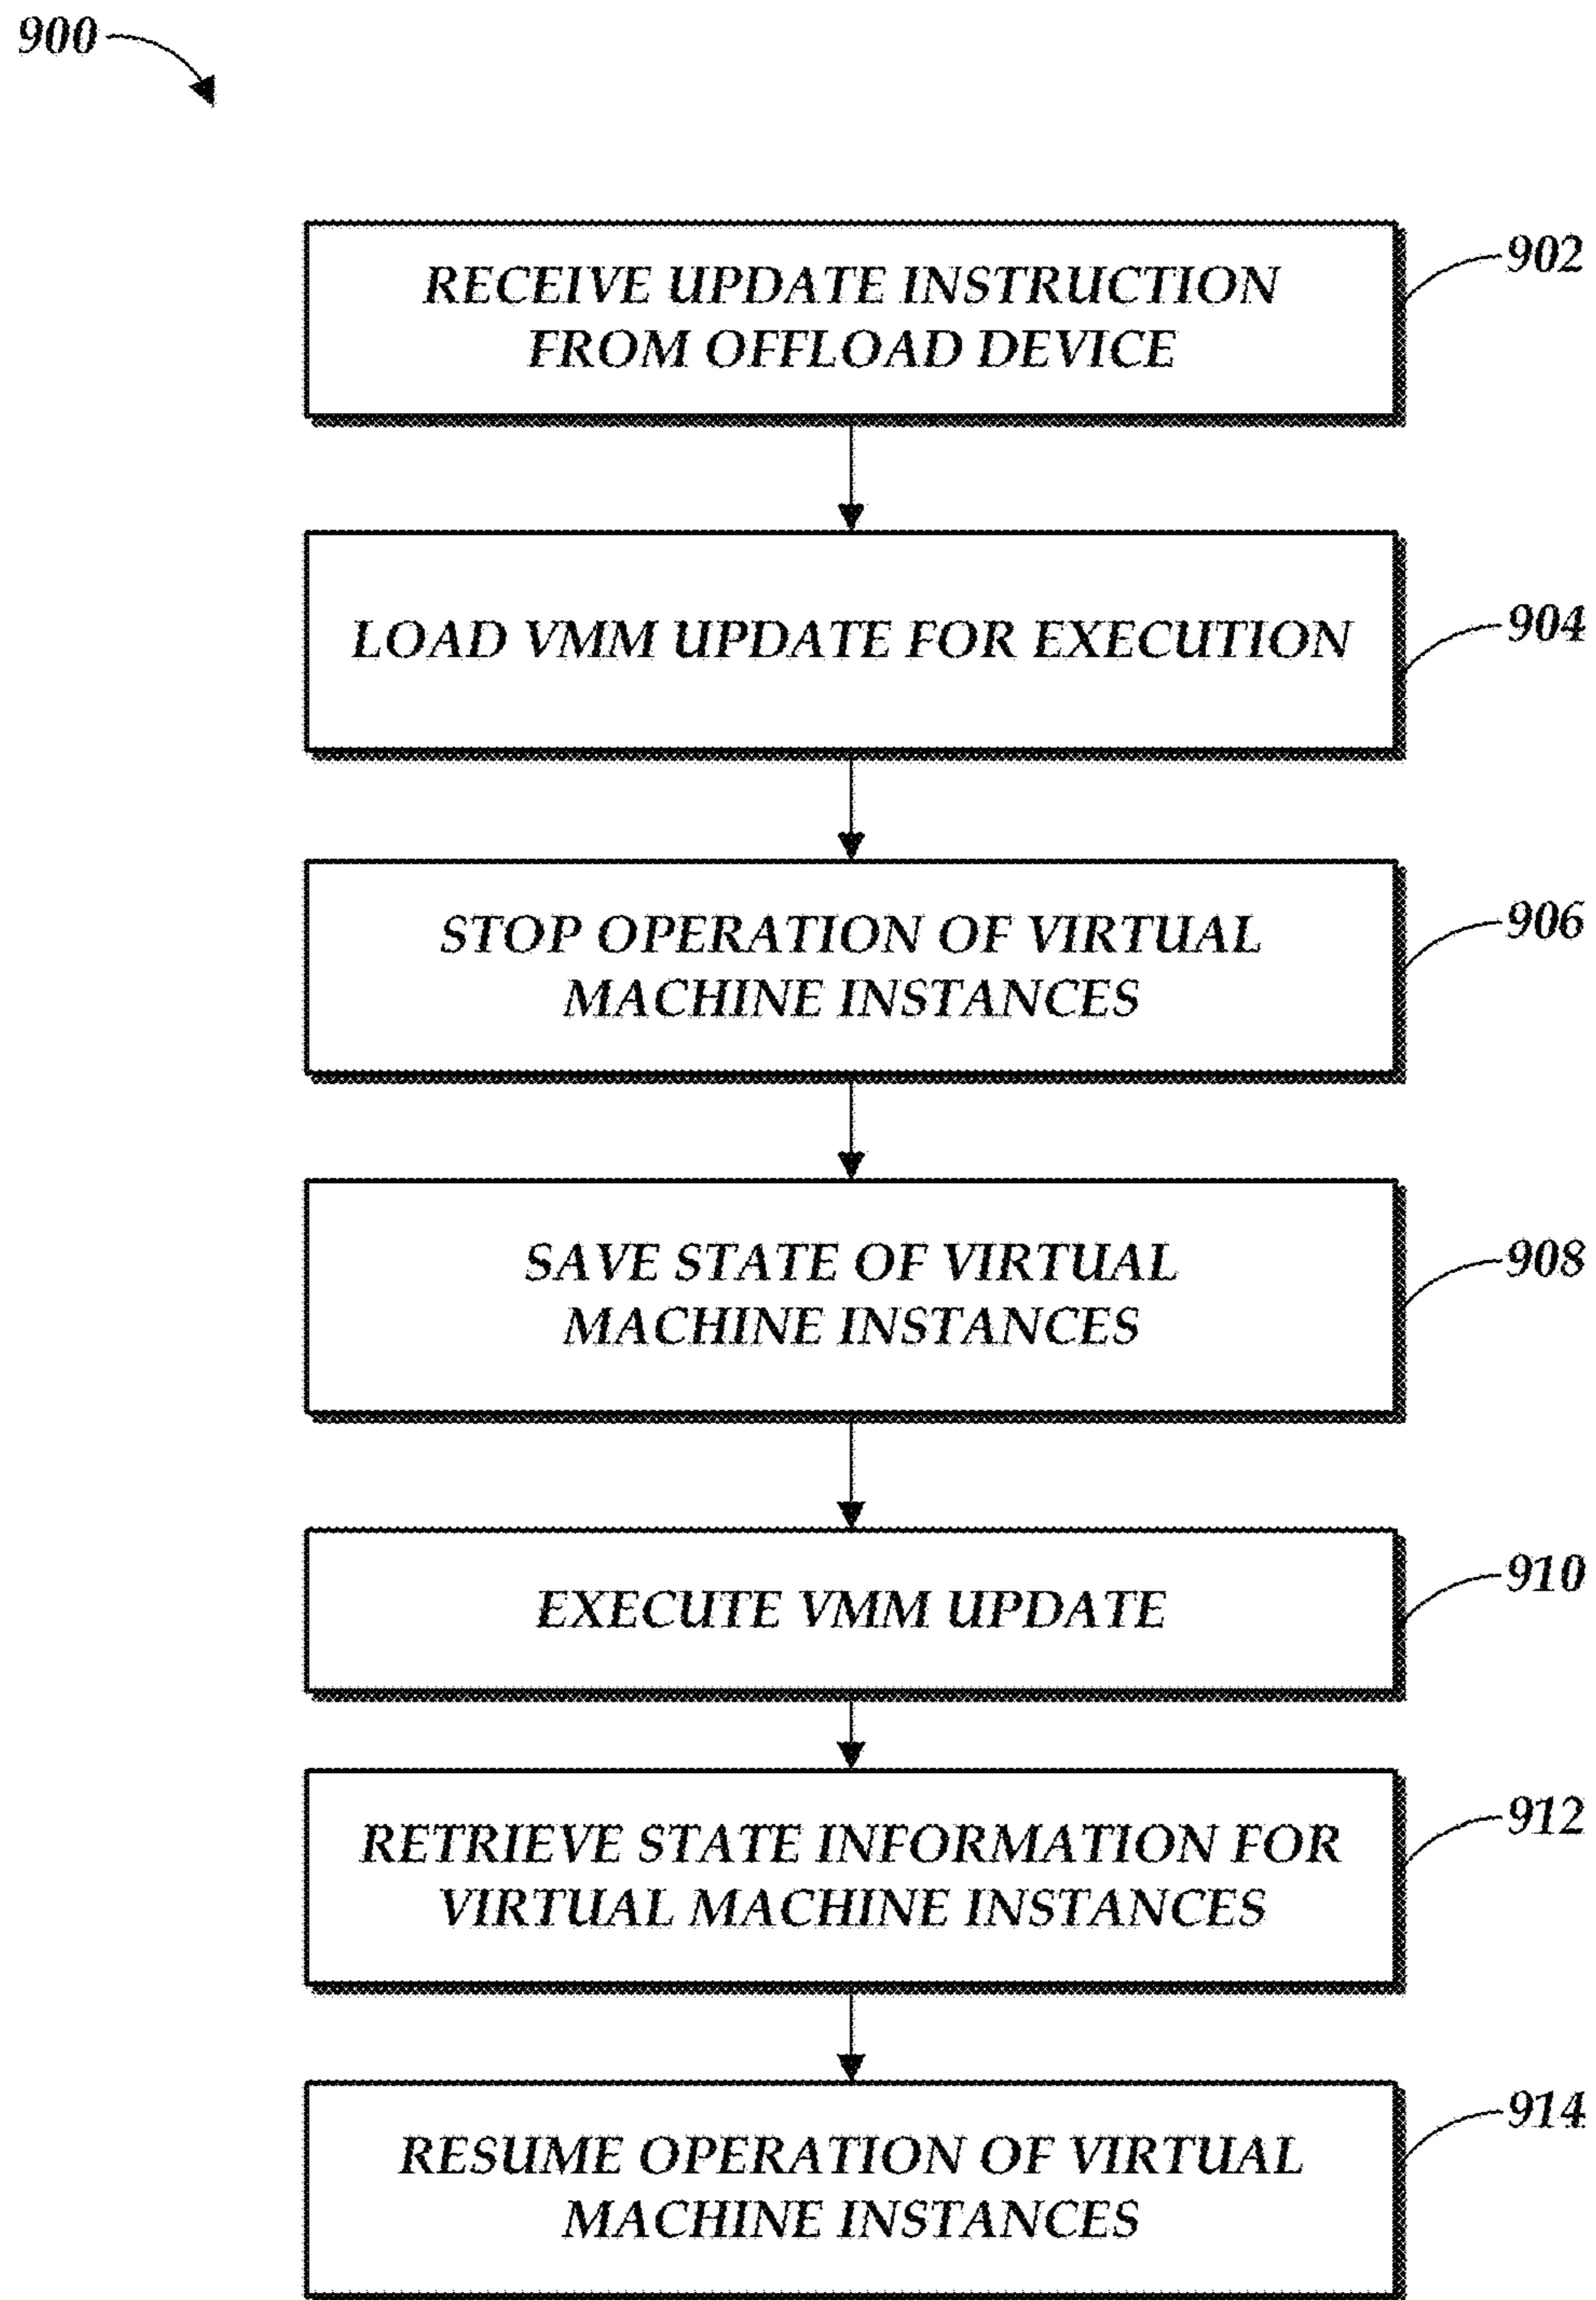 900
RECEIVE UPDATE INSTRUCTION
FROM OFFLOAD DEVICE
902
LOAD VMM UPDATE FOR EXECUTION
904
STOP OPERATION OF VIRTUAL
MACHINE INSTANCES
906
SAVE STATE OF VIRTUAL
MACHINE INSTANCES
908
EXECUTE VMM UPDATE
910
RETRIEVE STATE INFORMATION FOR
VIRTUAL MACHINE INSTANCES
912
RESUME OPERATION OF VIRTUAL
MACHINE INSTANCES
914